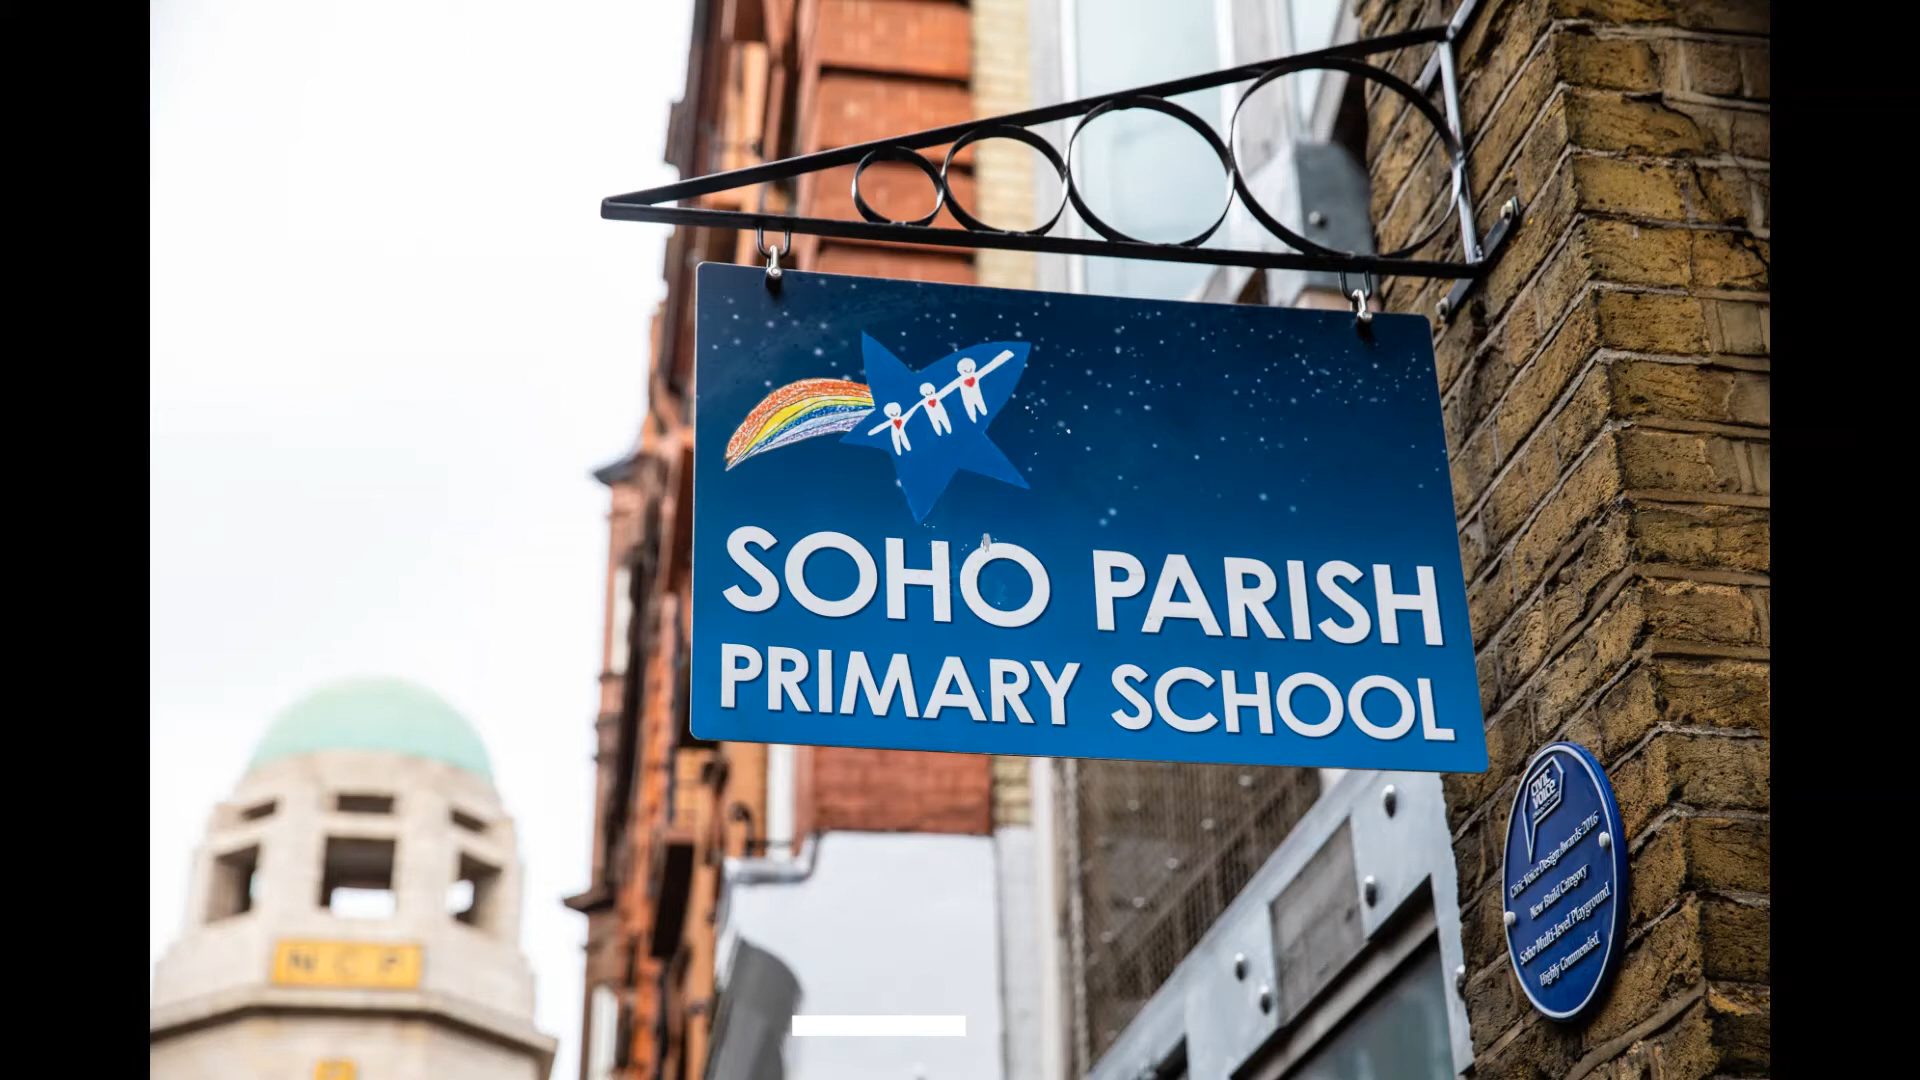 SOHO PARISH
PRIMARY SCHOOL
CIVIC
VOICE
Civic Voice Design Awards 2016
New Build Category
Soho Multi-level Playground
Highly Commended
NCP